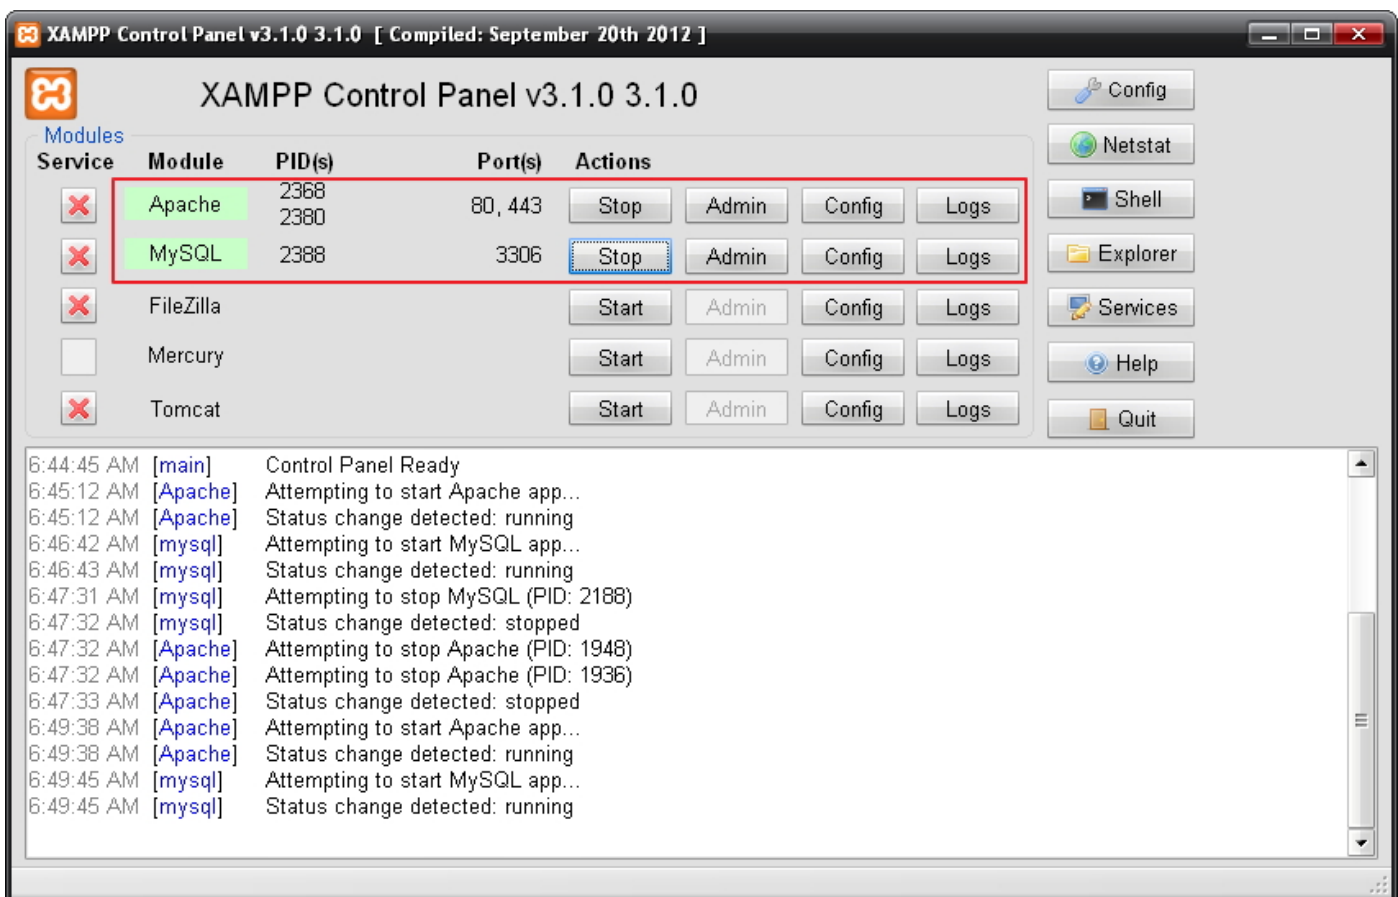 XAMPP Control Panel v3.1.0 3.1.0 [ Compiled: September 20th 2012 ]
XAMPP Control Panel v3.1.0 3.1.0
Config
Modules
Netstat
Service Module PID(s) Port(s) Actions
Apache 2368 2380 80, 443 Stop Admin Config Logs
Shell
MySQL 2388 3306 Stop Admin Config Logs
Explorer
FileZilla Start Admin Config Logs
Services
Mercury Start Admin Config Logs
Help
Tomcat Start Admin Config Logs
Quit
6:44:45 AM [main] Control Panel Ready
6:45:12 AM [Apache] Attempting to start Apache app...
6:45:12 AM [Apache] Status change detected: running
6:46:42 AM [mysql] Attempting to start MySQL app...
6:46:43 AM [mysql] Status change detected: running
6:47:31 AM [mysql] Attempting to stop MySQL (PID: 2188)
6:47:32 AM [mysql] Status change detected: stopped
6:47:32 AM [Apache] Attempting to stop Apache (PID: 1948)
6:47:32 AM [Apache] Attempting to stop Apache (PID: 1936)
6:47:33 AM [Apache] Status change detected: stopped
6:49:38 AM [Apache] Attempting to start Apache app...
6:49:38 AM [Apache] Status change detected: running
6:49:45 AM [mysql] Attempting to start MySQL app...
6:49:45 AM [mysql] Status change detected: running